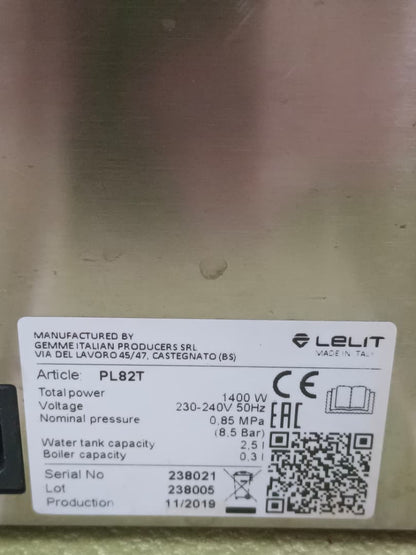 MANUFACTURED BY
GEMME ITALIAN PRODUCERS SRL
VIA DEL LAVORO 45/47, CASTEGNATO (BS)
LELIT
MADE IN ITALY
Article: PL82T
Total power 1400 W
Voltage 230-240V 50Hz
Nominal pressure 0,85 MPa
(8.5 Bar)
Water tank capacity 2,5 l
Boiler capacity 0,3 l
Serial No 238021
Lot 238005
Production 11/2019
CE
EAC